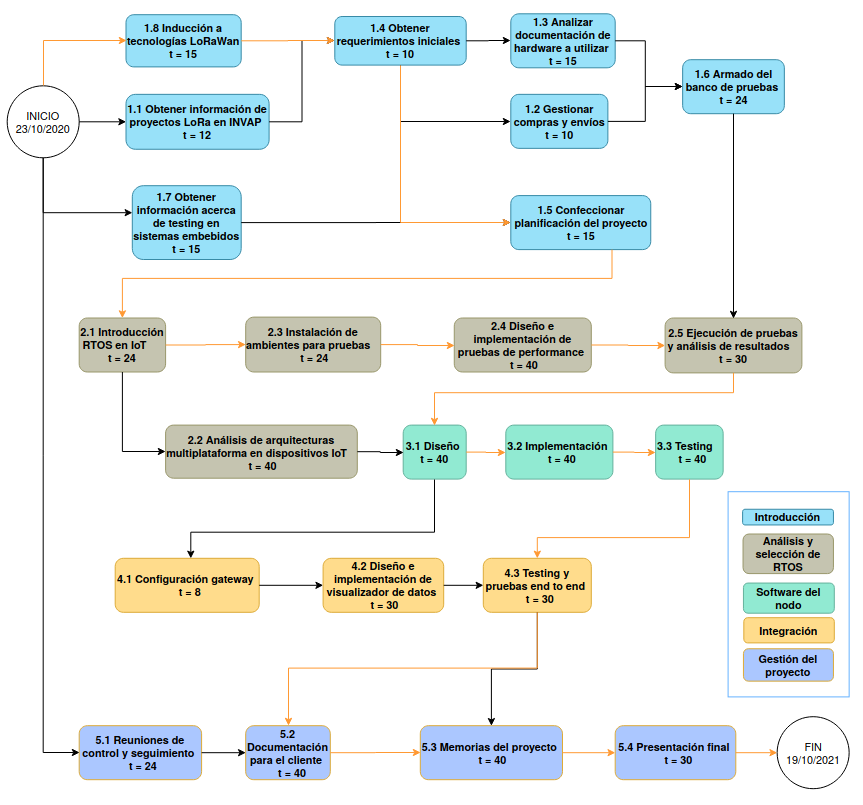 1.8 Inducción a
tecnologías LoRaWan
t = 15
1.4 Obtener
requerimientos iniciales
t = 10
1.3 Analizar
documentación de
hardware a utilizar
t = 15
1.6 Armado del
banco de pruebas
t = 24
INICIO
23/10/2020
1.1 Obtener información de
proyectos LoRa en INVAP
t = 12
1.2 Gestionar
compras y envíos
t = 10
1.7 Obtener
información acerca
de testing en
sistemas embebidos
t = 15
1.5 Confeccionar
planificación del proyecto
t = 15
2.1 Introducción
RTOS en IoT
t = 24
2.3 Instalación de
ambientes para pruebas
t = 24
2.4 Diseño e
implementación de
pruebas de performance
t = 40
2.5 Ejecución de pruebas
y análisis de resultados
t = 30
2.2 Análisis de arquitecturas
multiplataforma en dispositivos IoT
t = 40
3.1 Diseño
t = 40
3.2 Implementación
t = 40
3.3 Testing
t = 40
4.1 Configuración gateway
t = 8
4.2 Diseño e
implementación de
visualizador de datos
t = 30
4.3 Testing y
pruebas end to end
t = 30
Introducción
Análisis y
selección de
RTOS
Software del
nodo
Integración
Gestión del
proyecto
5.1 Reuniones de
control y seguimiento
t = 24
5.2
Documentación
para el cliente
t = 40
5.3 Memorias del proyecto
t = 40
5.4 Presentación final
t = 30
FIN
19/10/2021